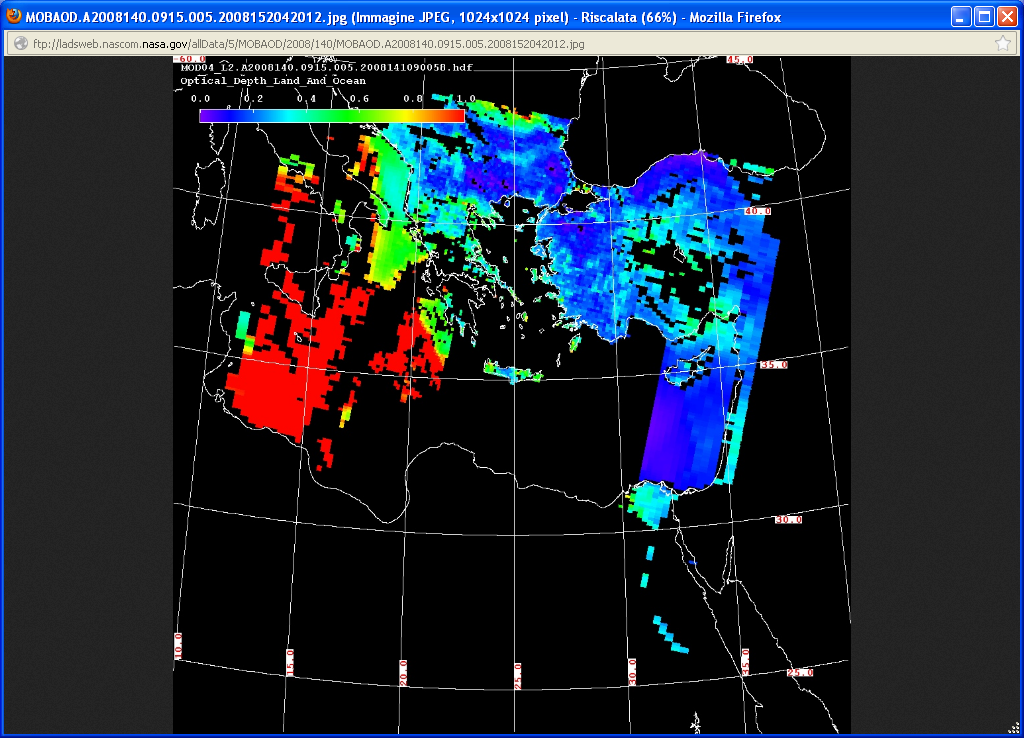 MOBAOD.A2008140.0915.005.2008152042012.jpg (Immagine JPEG, 1024x1024 pixel) - Riscalata (66%) - Mozilla Firefox
ftp://ladsweb.nascom.nasa.gov/allData/5/MOBAOD/2008/140/MOBAOD.A2008140.0915.005.2008152042012.jpg
-60.0
45.0
MOD04_L2.A2008140.0915.005.2008141090058.hdf
Optical_Depth_Land_And_Ocean
0.0 0.2 0.4 0.6 0.8 1.0
40.0
35.0
30.0
10.0
15.0
20.0
25.0
30.0
35.0
25.0